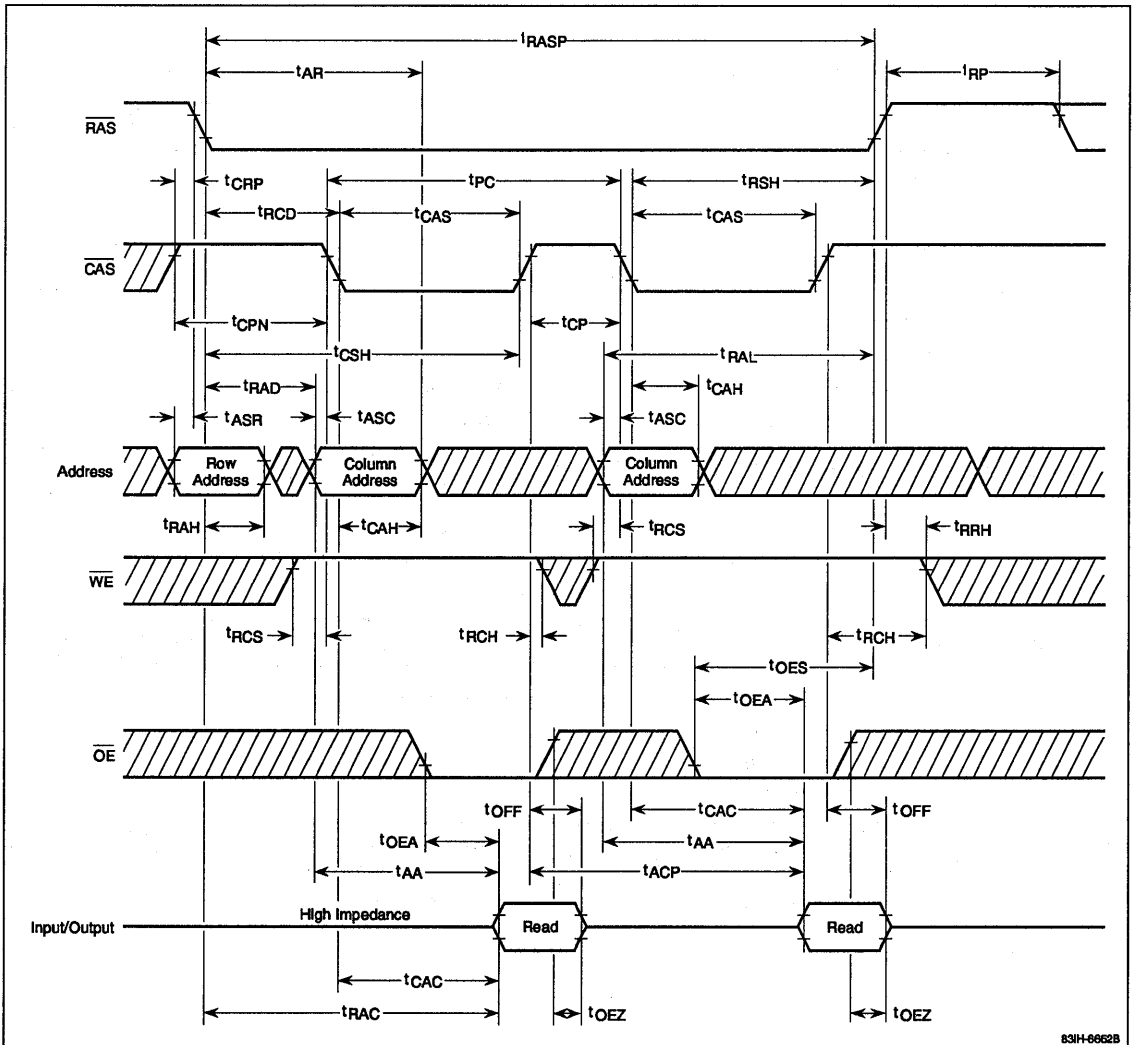 tRASP
tAR
tRP
RAS
tCRP
tPC
tRSH
tRCD
tCAS
tCAS
CAS
tCPN
tCP
tCSH
tRAL
tRAD
tCAH
tASR
tASC
tASC
Address
Row Address
Column Address
Column Address
tRAH
tCAH
tRCS
tRRH
WE
tRCS
tRCH
tRCH
tOES
tOEA
OE
tOFF
tCAC
tOFF
tOEA
tAA
tAA
tACP
High Impedance
Input/Output
Read
Read
tCAC
tRAC
tOEZ
tOEZ
83IH-6652B